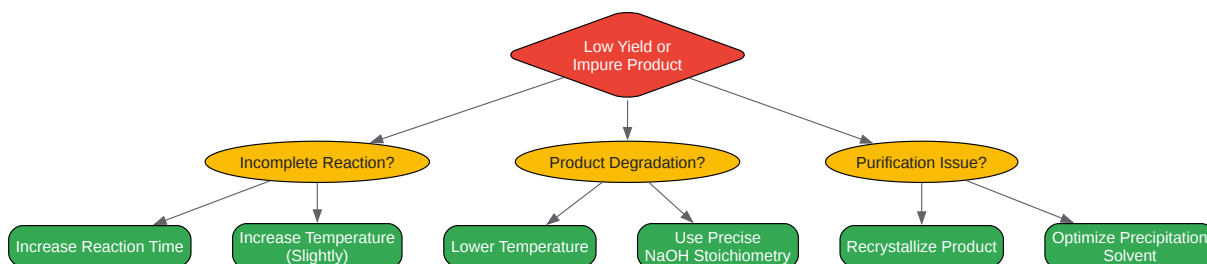 Low Yield or
Impure Product
Incomplete Reaction?
Product Degradation?
Purification Issue?
Increase Reaction Time
Increase Temperature
(Slightly)
Lower Temperature
Use Precise
NaOH Stoichiometry
Recrystallize Product
Optimize Precipitation
Solvent